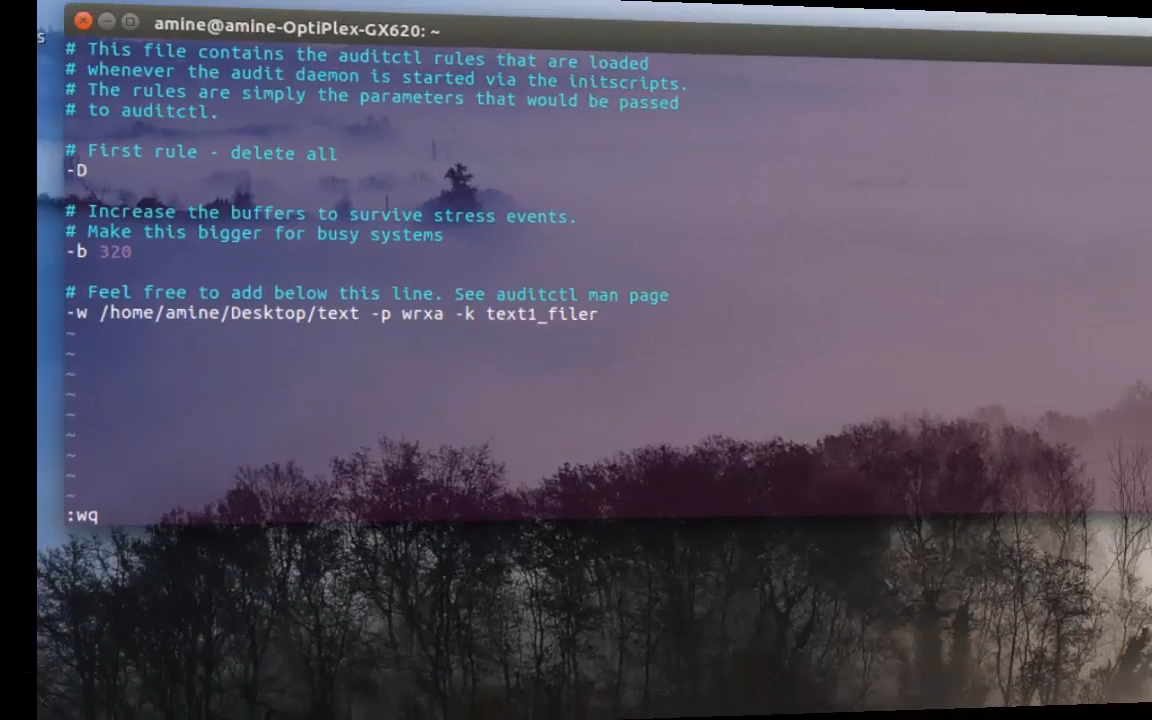 s
amine@amine-OptiPlex-GX620: ~
# This file contains the auditctl rules that are loaded
# whenever the audit daemon is started via the initscripts.
# The rules are simply the parameters that would be passed
# to auditctl.
# First rule - delete all
-D
# Increase the buffers to survive stress events.
# Make this bigger for busy systems
-b 320
# Feel free to add below this line. See auditctl man page
-w /home/amine/Desktop/text -p wrxa -k text1_filer
~
~
~
~
~
~
~
~
~
:wq